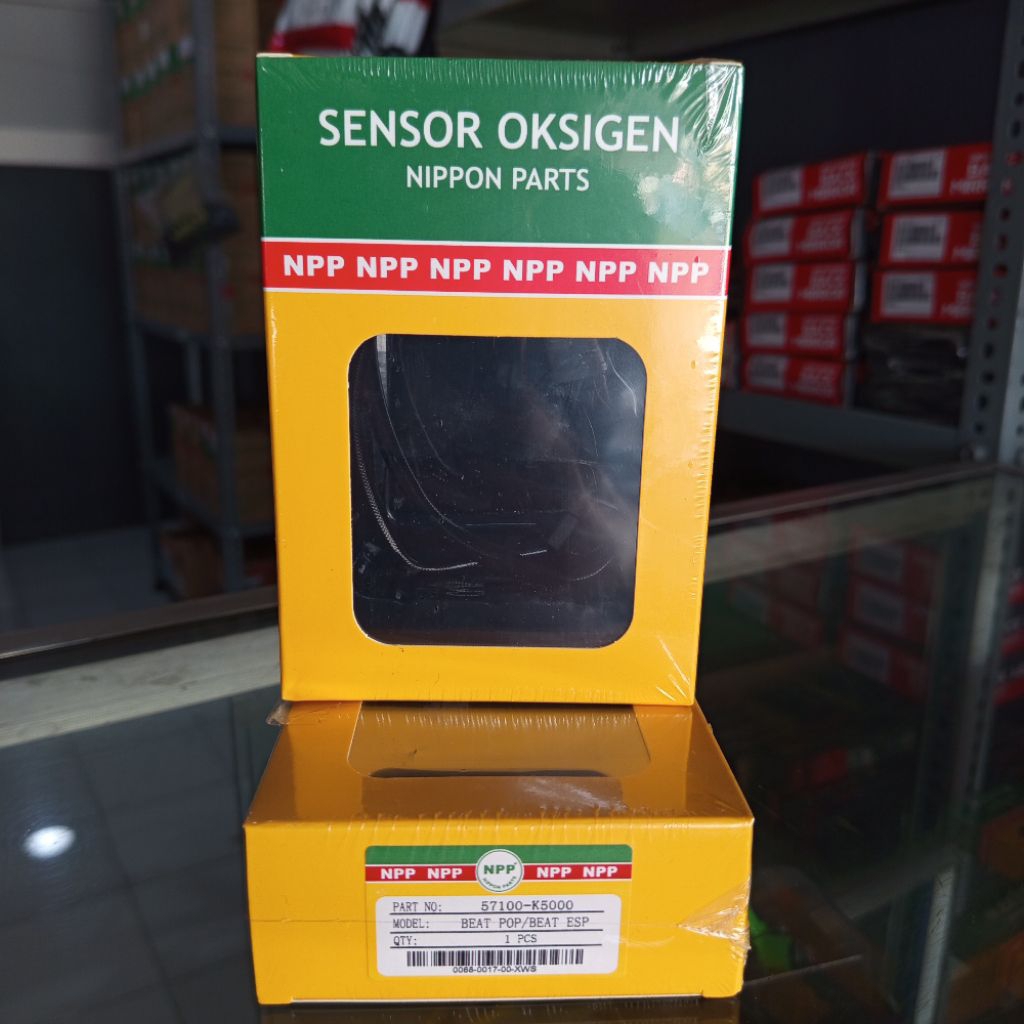 SENSOR OKSIGEN
NIPPON PARTS
NPP NPP NPP NPP NPP NPP
NPP NPP NPP NPP NPP
NIPPON PARTS
PART NO: 57100-K5000
MODEL: BEAT POP/BEAT ESP
QTY: 1 PCS
0068-0017-00-XWS